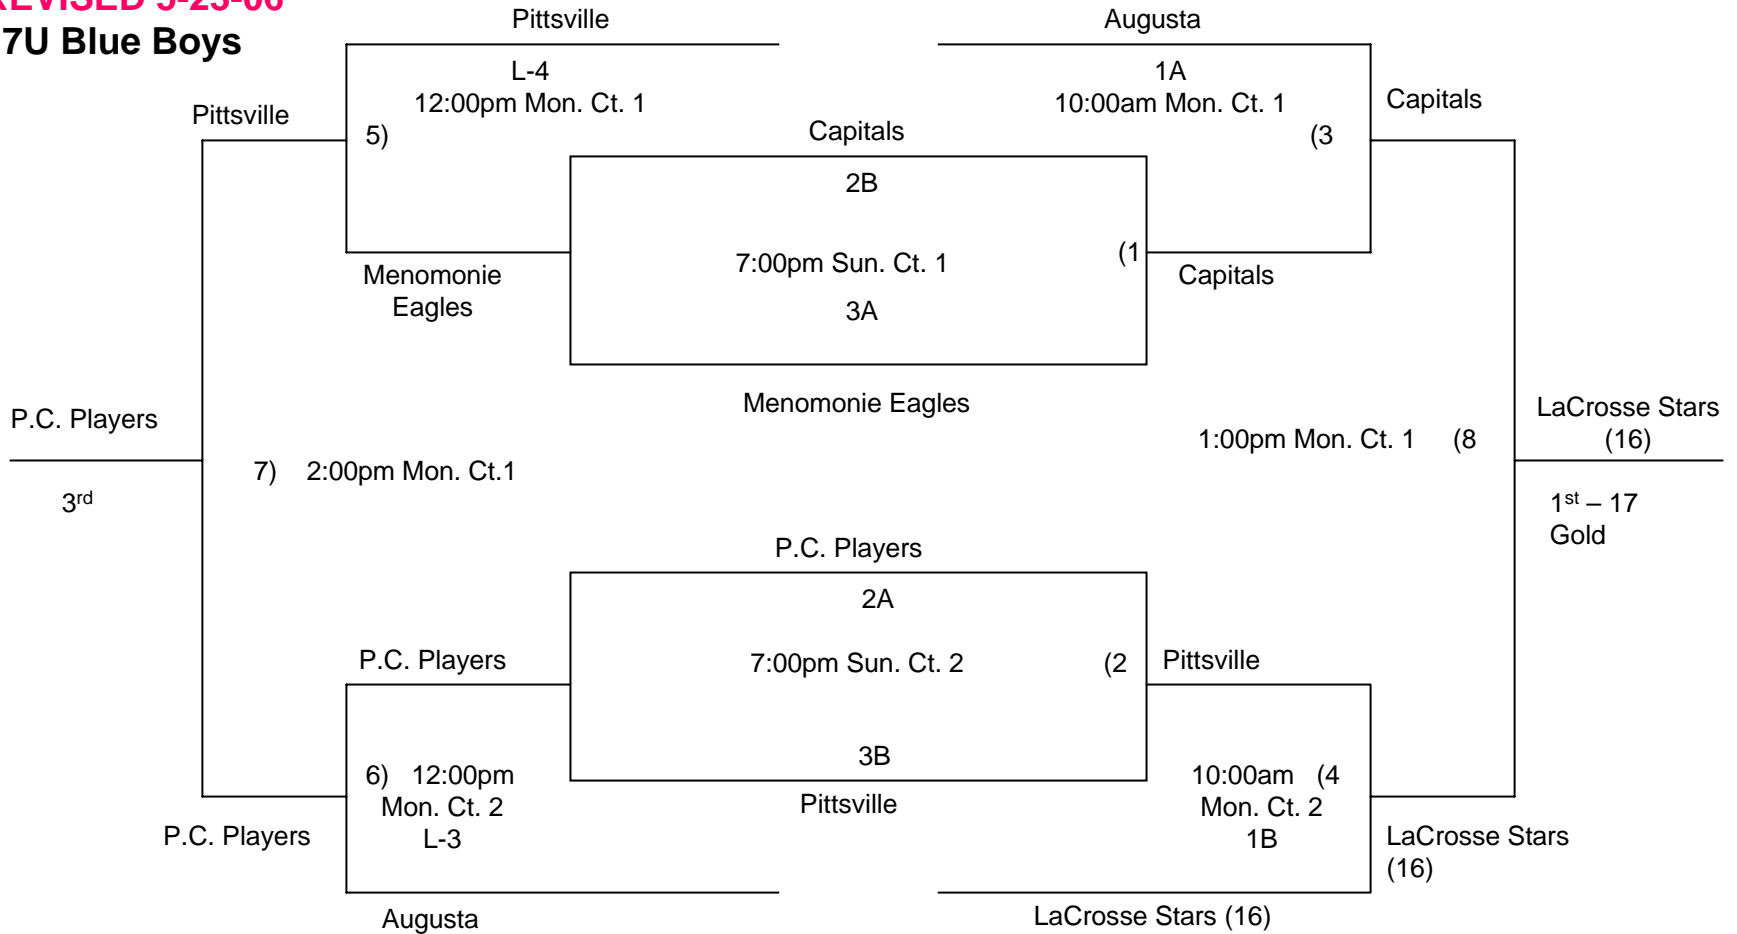 REVISED 5-23-06
7U Blue Boys
Pittsville
Augusta
L-4
12:00pm Mon. Ct. 1
1A
10:00am Mon. Ct. 1
Pittsville
5)
Capitals
(3
Capitals
2B
7:00pm Sun. Ct. 1
(1
3A
Menomonie
Eagles
Capitals
Menomonie Eagles
P.C. Players
3rd
7) 2:00pm Mon. Ct.1
1:00pm Mon. Ct. 1 (8
LaCrosse Stars
(16)
1st – 17
Gold
P.C. Players
2A
P.C. Players
7:00pm Sun. Ct. 2 (2
Pittsville
3B
Pittsville
6) 12:00pm
Mon. Ct. 2
L-3
10:00am (4
Mon. Ct. 2
1B
P.C. Players
LaCrosse Stars
(16)
Augusta
LaCrosse Stars (16)